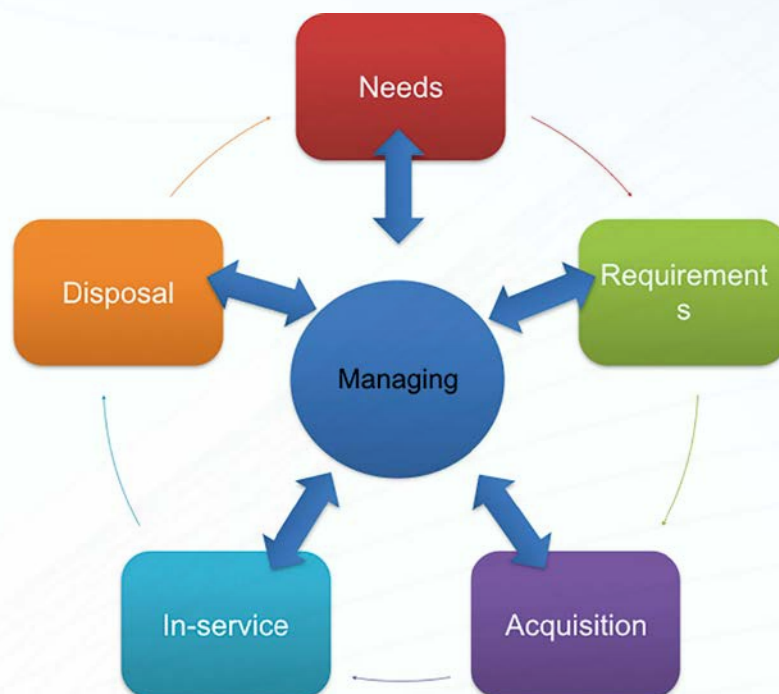 Needs
Disposal
Requirement
s
Managing
In-service
Acquisition